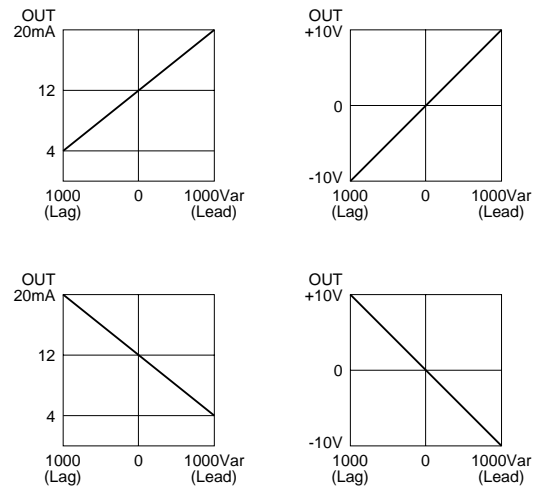 OUT
20mA
12
4
1000 0 1000Var
(Lag) (Lead)
OUT
+10V
0
-10V
1000 0 1000Var
(Lag) (Lead)
OUT
20mA
12
4
1000 0 1000Var
(Lag) (Lead)
OUT
+10V
0
-10V
1000 0 1000Var
(Lag) (Lead)